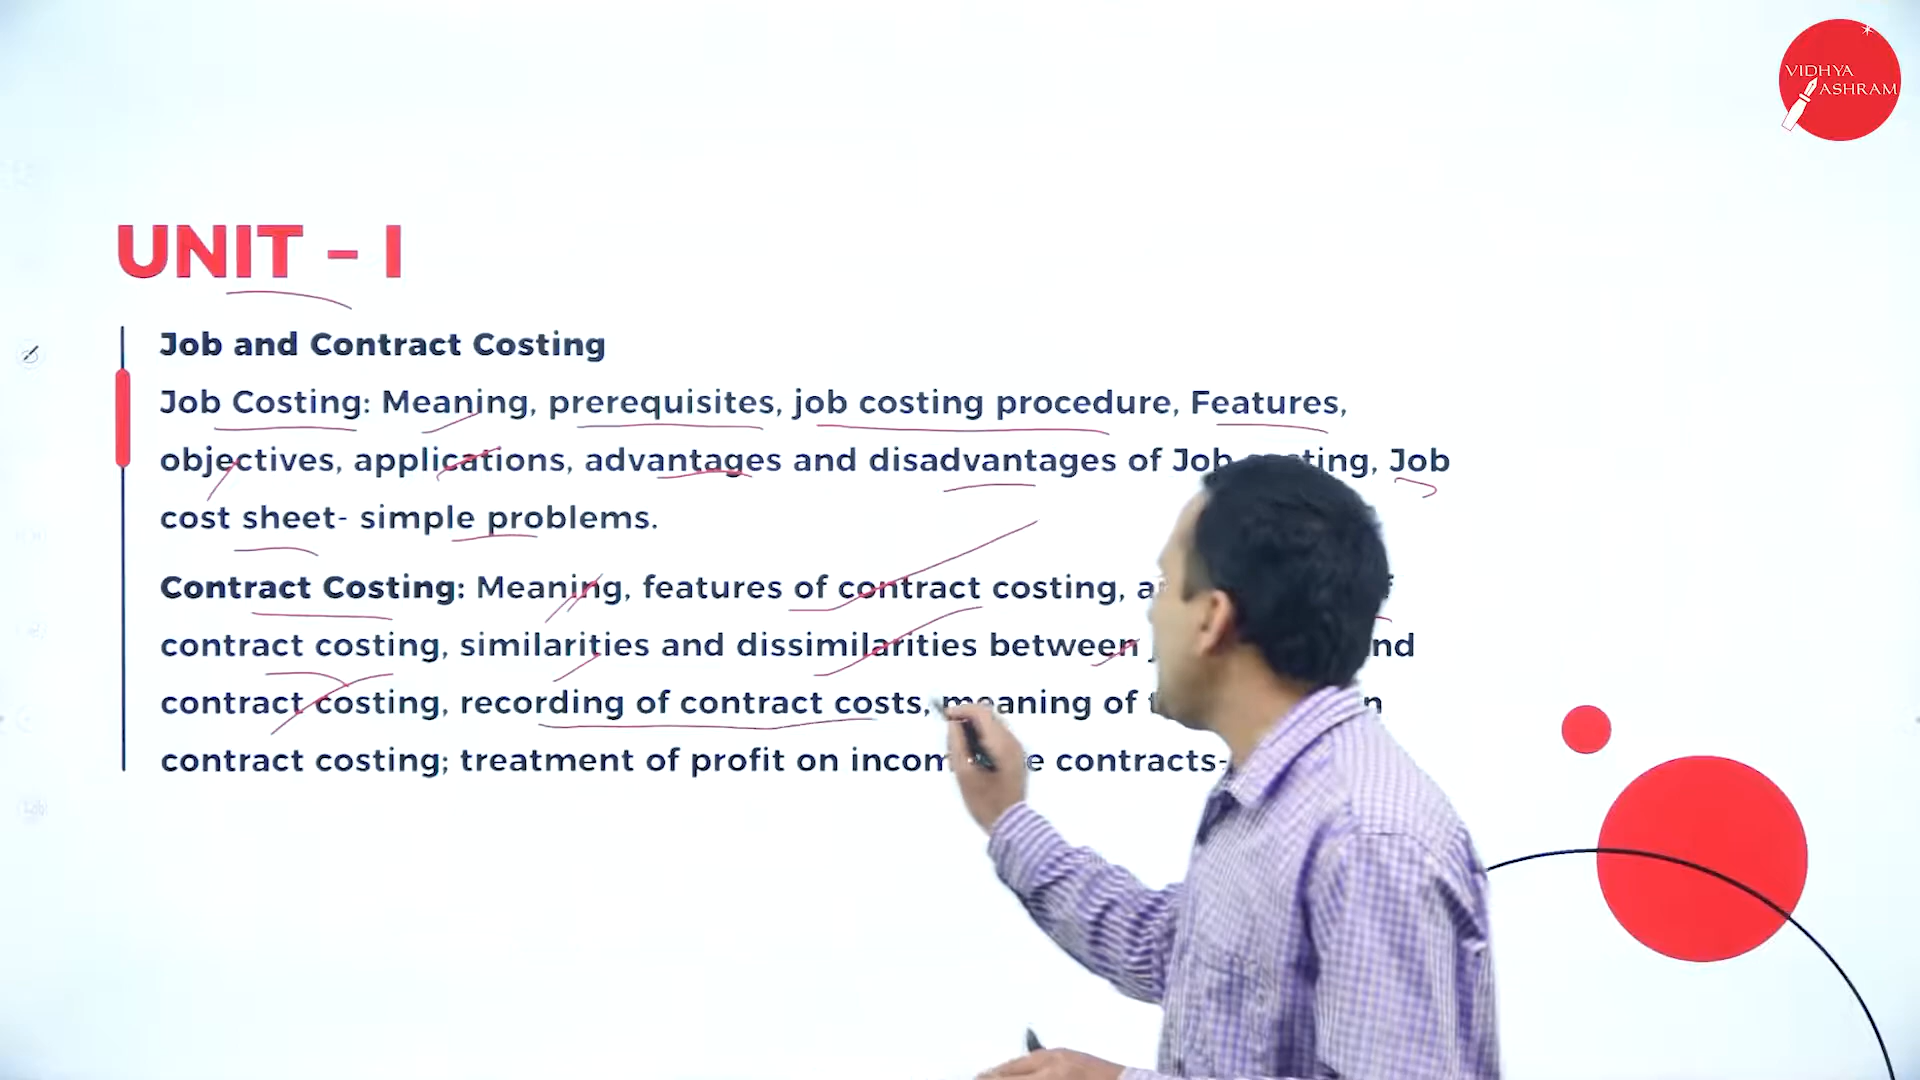 VIDHYA
ASHRAM
UNIT - I
Job and Contract Costing
Job Costing: Meaning, prerequisites, job costing procedure, Features,
objectives, applications, advantages and disadvantages of Job costing, Job
cost sheet- simple problems.
Contract Costing: Meaning, features of contract costing,
contract costing, similarities and dissimilarities between
contract costing, recording of contract costs, meaning of
contract costing; treatment of profit on contracts-